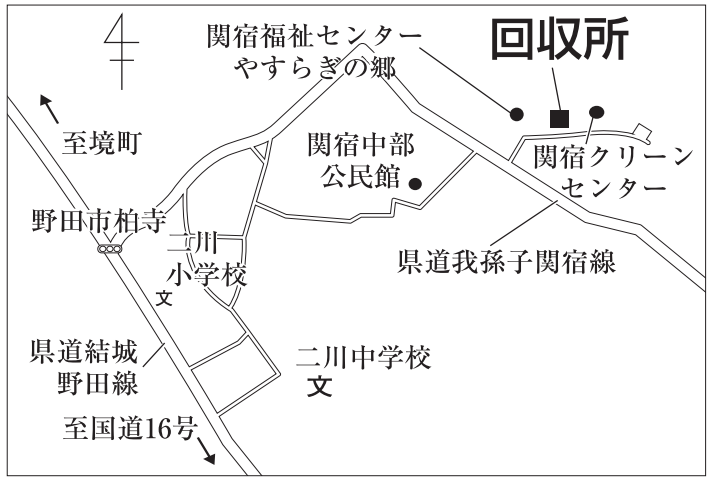 関宿福祉センター
やすらぎの郷
回収所
至境町
関宿中部
公民館
関宿クリーン
センター
野田市柏寺
二川
小学校
文
県道我孫子関宿線
県道結城
野田線
二川中学校
文
至国道16号